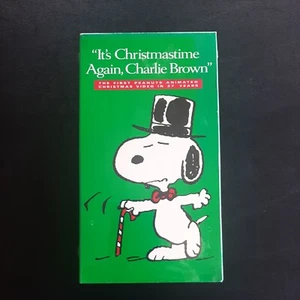 "It's Christmastime
Again, Charlie Brown"
THE FIRST PEANUTS ANIMATED
CHRISTMAS VIDEO IN 27 YEARS